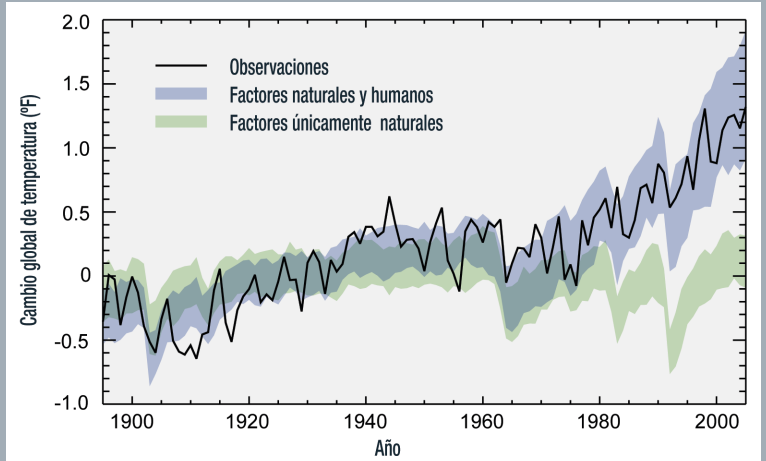 2.0
1.5
1.0
0.5
0
-0.5
-1.0
Cambio global de temperatura (ºF)
Observaciones
Factores naturales y humanos
Factores únicamente naturales
1900 1920 1940 1960 1980 2000
Año